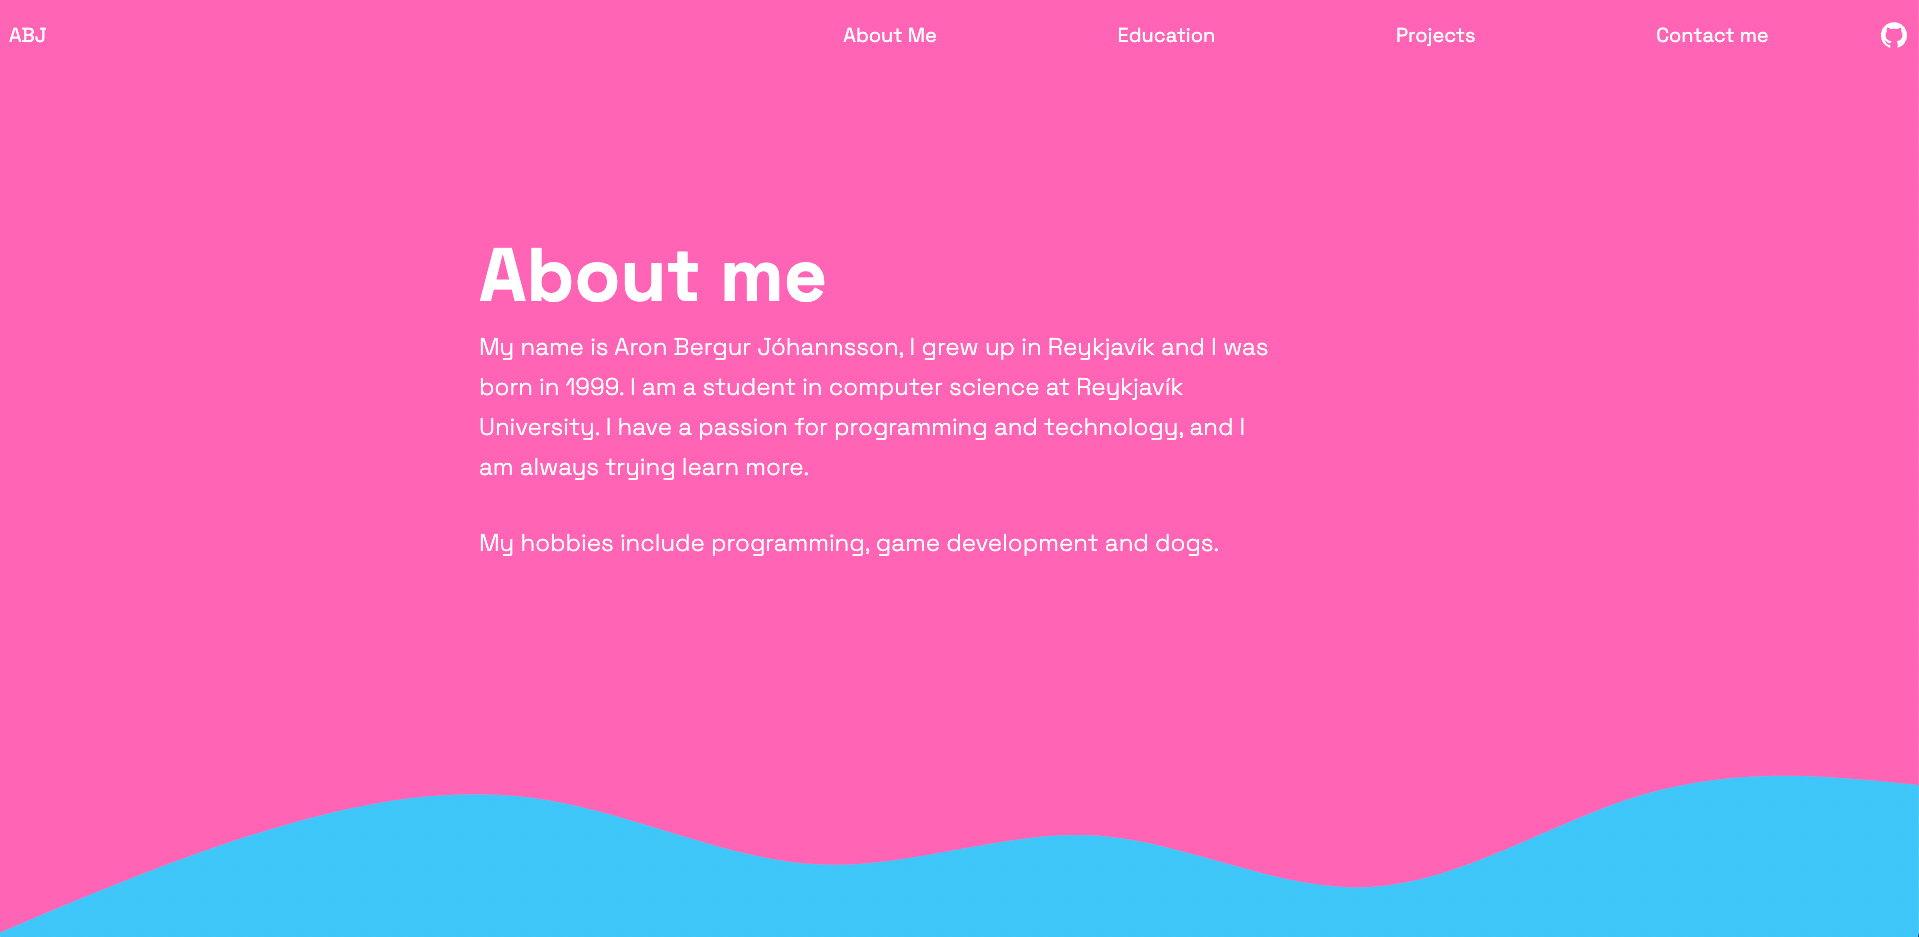 ABJ
About Me
Education
Projects
Contact me
About me
My name is Aron Bergur Jóhannsson, I grew up in Reykjavík and I was
born in 1999. I am a student in computer science at Reykjavík
University. I have a passion for programming and technology, and I
am always trying learn more.
My hobbies include programming, game development and dogs.